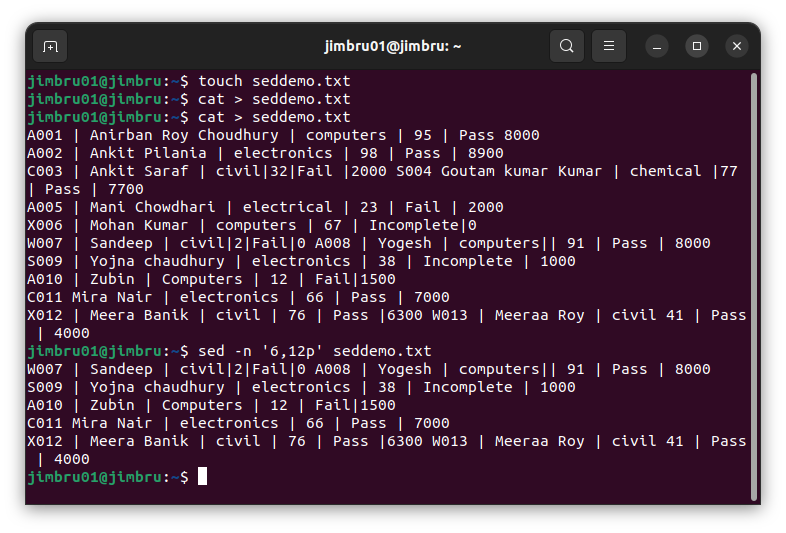 jimbru01@jimbru: ~
jimbru01@jimbru:~$ touch seddemo.txt
jimbru01@jimbru:~$ cat > seddemo.txt
jimbru01@jimbru:~$ cat > seddemo.txt
A001 | Anirban Roy Choudhury | computers | 95 | Pass 8000
A002 | Ankit Pilania | electronics | 98 | Pass | 8900
C003 | Ankit Saraf | civil|32|Fail |2000 S004 Goutam kumar Kumar | chemical |77
| Pass | 7700
A005 | Mani Chowdhari | electrical | 23 | Fail | 2000
X006 | Mohan Kumar | computers | 67 | Incomplete|0
W007 | Sandeep | civil|2|Fail|0 A008 | Yogesh | computers|| 91 | Pass | 8000
S009 | Yojna chaudhury | electronics | 38 | Incomplete | 1000
A010 | Zubin | Computers | 12 | Fail|1500
C011 Mira Nair | electronics | 66 | Pass | 7000
X012 | Meera Banik | civil | 76 | Pass |6300 W013 | Meeraa Roy | civil 41 | Pass
| 4000
jimbru01@jimbru:~$ sed -n '6,12p' seddemo.txt
W007 | Sandeep | civil|2|Fail|0 A008 | Yogesh | computers|| 91 | Pass | 8000
S009 | Yojna chaudhury | electronics | 38 | Incomplete | 1000
A010 | Zubin | Computers | 12 | Fail|1500
C011 Mira Nair | electronics | 66 | Pass | 7000
X012 | Meera Banik | civil | 76 | Pass |6300 W013 | Meeraa Roy | civil 41 | Pass
| 4000
jimbru01@jimbru:~$